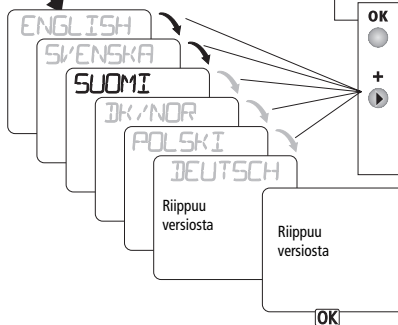 ENGLISH
SVENSKA
SUOMI
DK/NOR
POLSKI
DEUTSCH
Riippuu
versiosta
Riippuu
versiosta
OK
OK
+